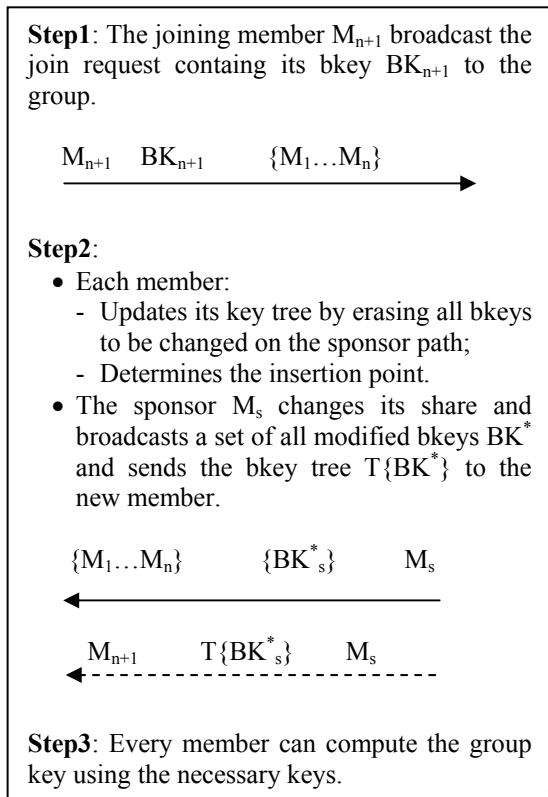 Step1: The joining member Mₙ₊₁ broadcast the
join request containg its bkey BKₙ₊₁ to the
group.
Mₙ₊₁ BKₙ₊₁ {M₁…Mₙ}
Step2:
• Each member:
- Updates its key tree by erasing all bkeys
to be changed on the sponsor path;
- Determines the insertion point.
• The sponsor Mₛ changes its share and
broadcasts a set of all modified bkeys BK*
and sends the bkey tree T{BK*} to the
new member.
{M₁…Mₙ} {BK*ₛ} Mₛ
Mₙ₊₁ T{BK*ₛ} Mₛ
Step3: Every member can compute the group
key using the necessary keys.